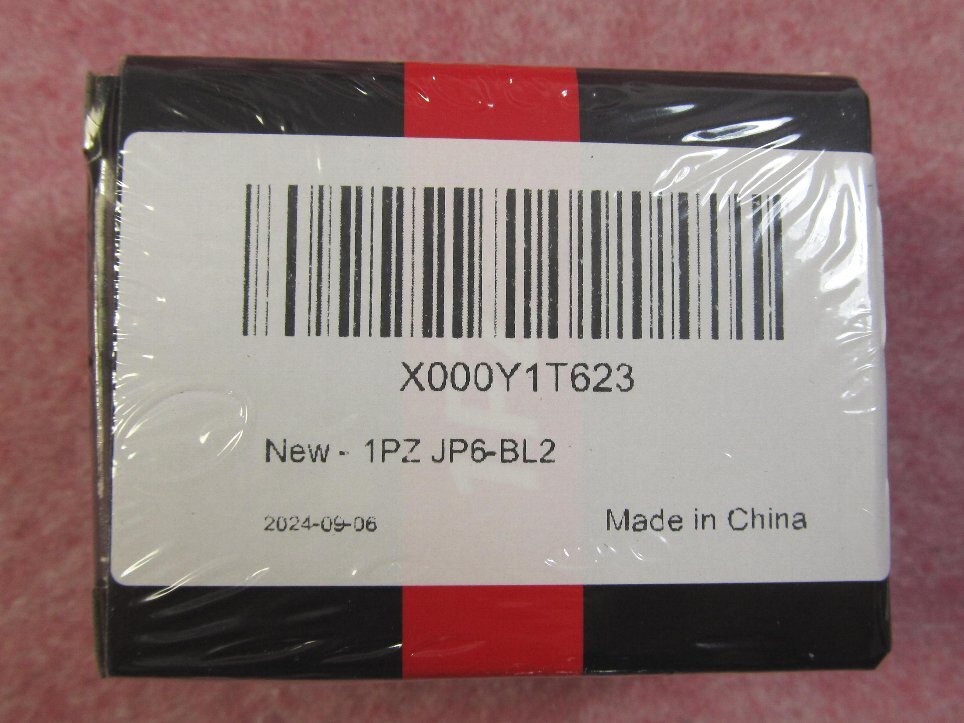 X000Y1T623
New - 1PZ JP6-BL2
2024-09-06
Made in China